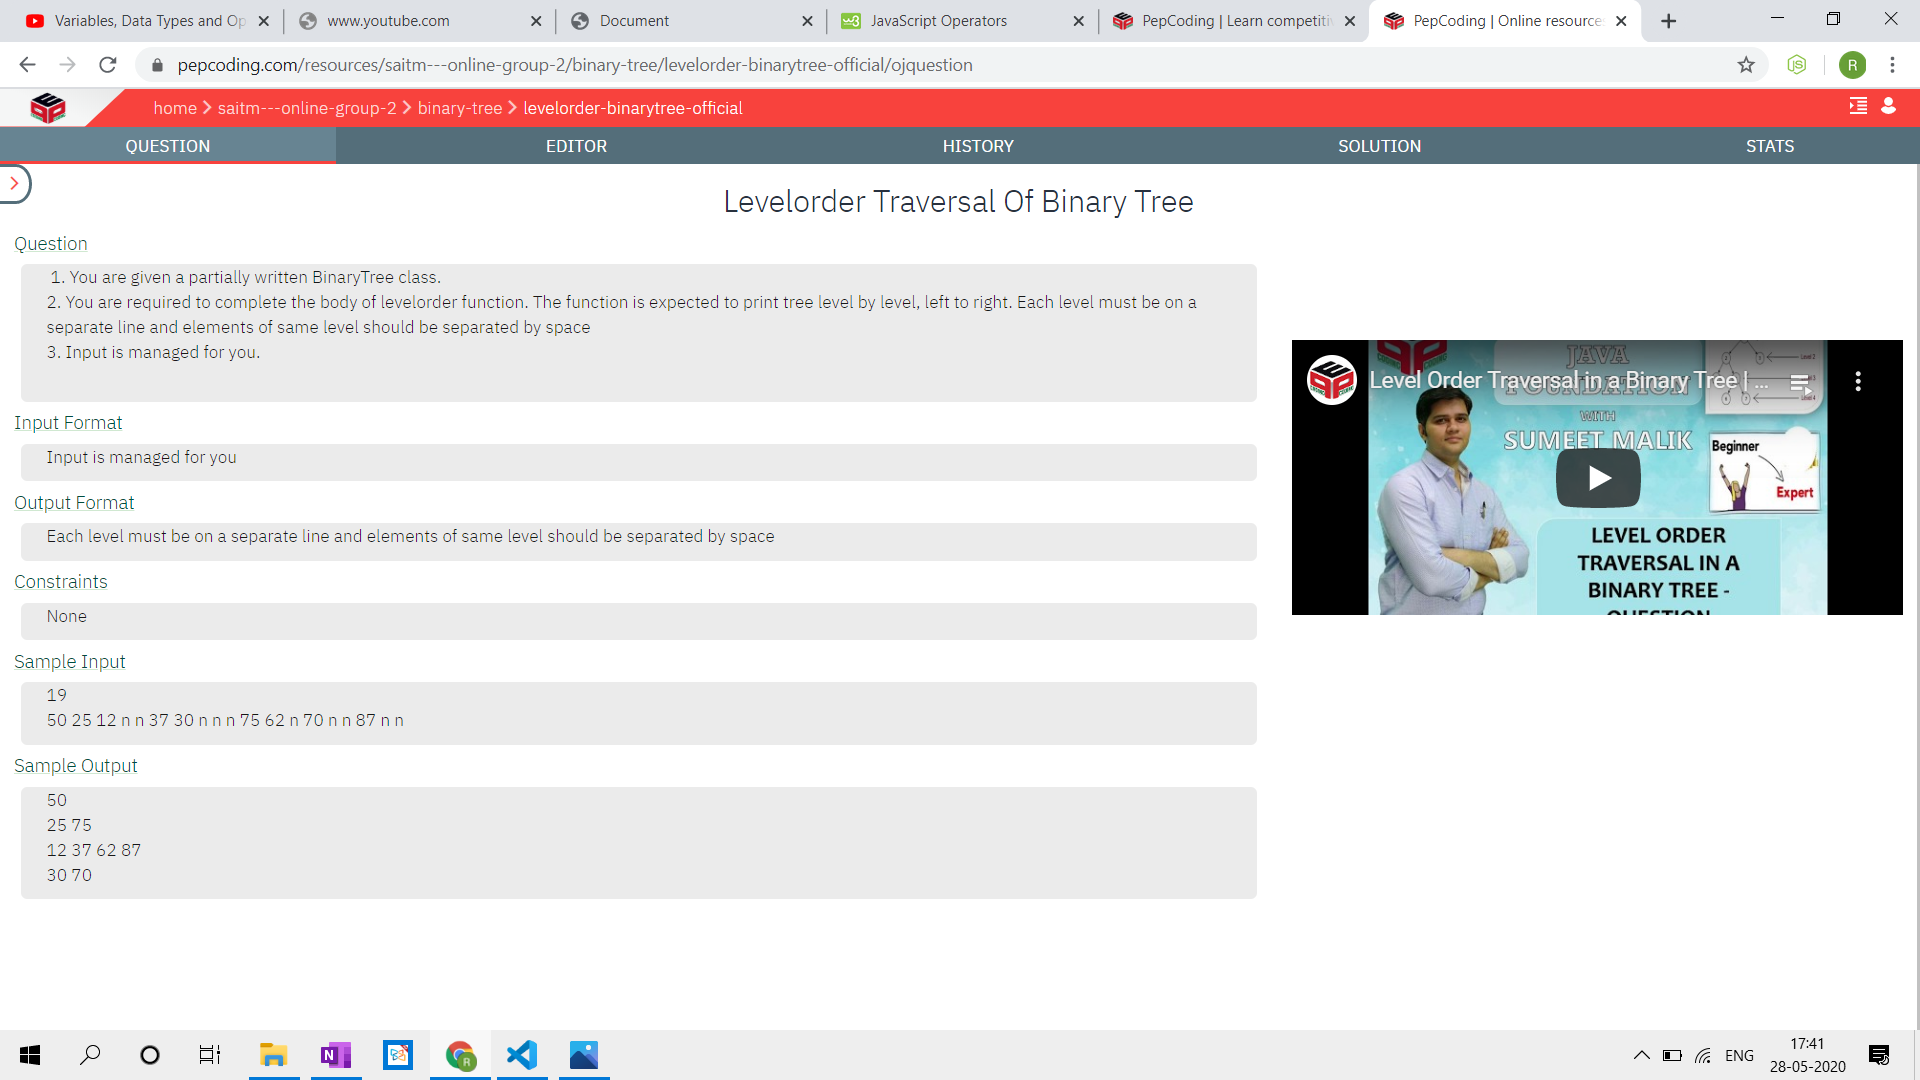 Variables, Data Types and Op
www.youtube.com
Document
JavaScript Operators
PepCoding | Learn competitiv
PepCoding | Online resources
pepcoding.com/resources/saitm---online-group-2/binary-tree/levelorder-binarytree-official/ojquestion
R
home > saitm---online-group-2 > binary-tree > levelorder-binarytree-official
QUESTION EDITOR HISTORY SOLUTION STATS
Levelorder Traversal Of Binary Tree
Question
1. You are given a partially written BinaryTree class.
2. You are required to complete the body of levelorder function. The function is expected to print tree level by level, left to right. Each level must be on a
separate line and elements of same level should be separated by space
3. Input is managed for you.
Input Format
Input is managed for you
Output Format
Each level must be on a separate line and elements of same level should be separated by space
Constraints
None
Sample Input
19
50 25 12 n n 37 30 n n n 75 62 n 70 n n 87 n n
Sample Output
50
25 75
12 37 62 87
30 70
Level Order Traversal in a Binary Tree | ...
JAVA
FOUNDATION
WITH
SUMEET MALIK
Beginner
Expert
LEVEL ORDER
TRAVERSAL IN A
BINARY TREE -
QUESTION
ENG
17:41
28-05-2020